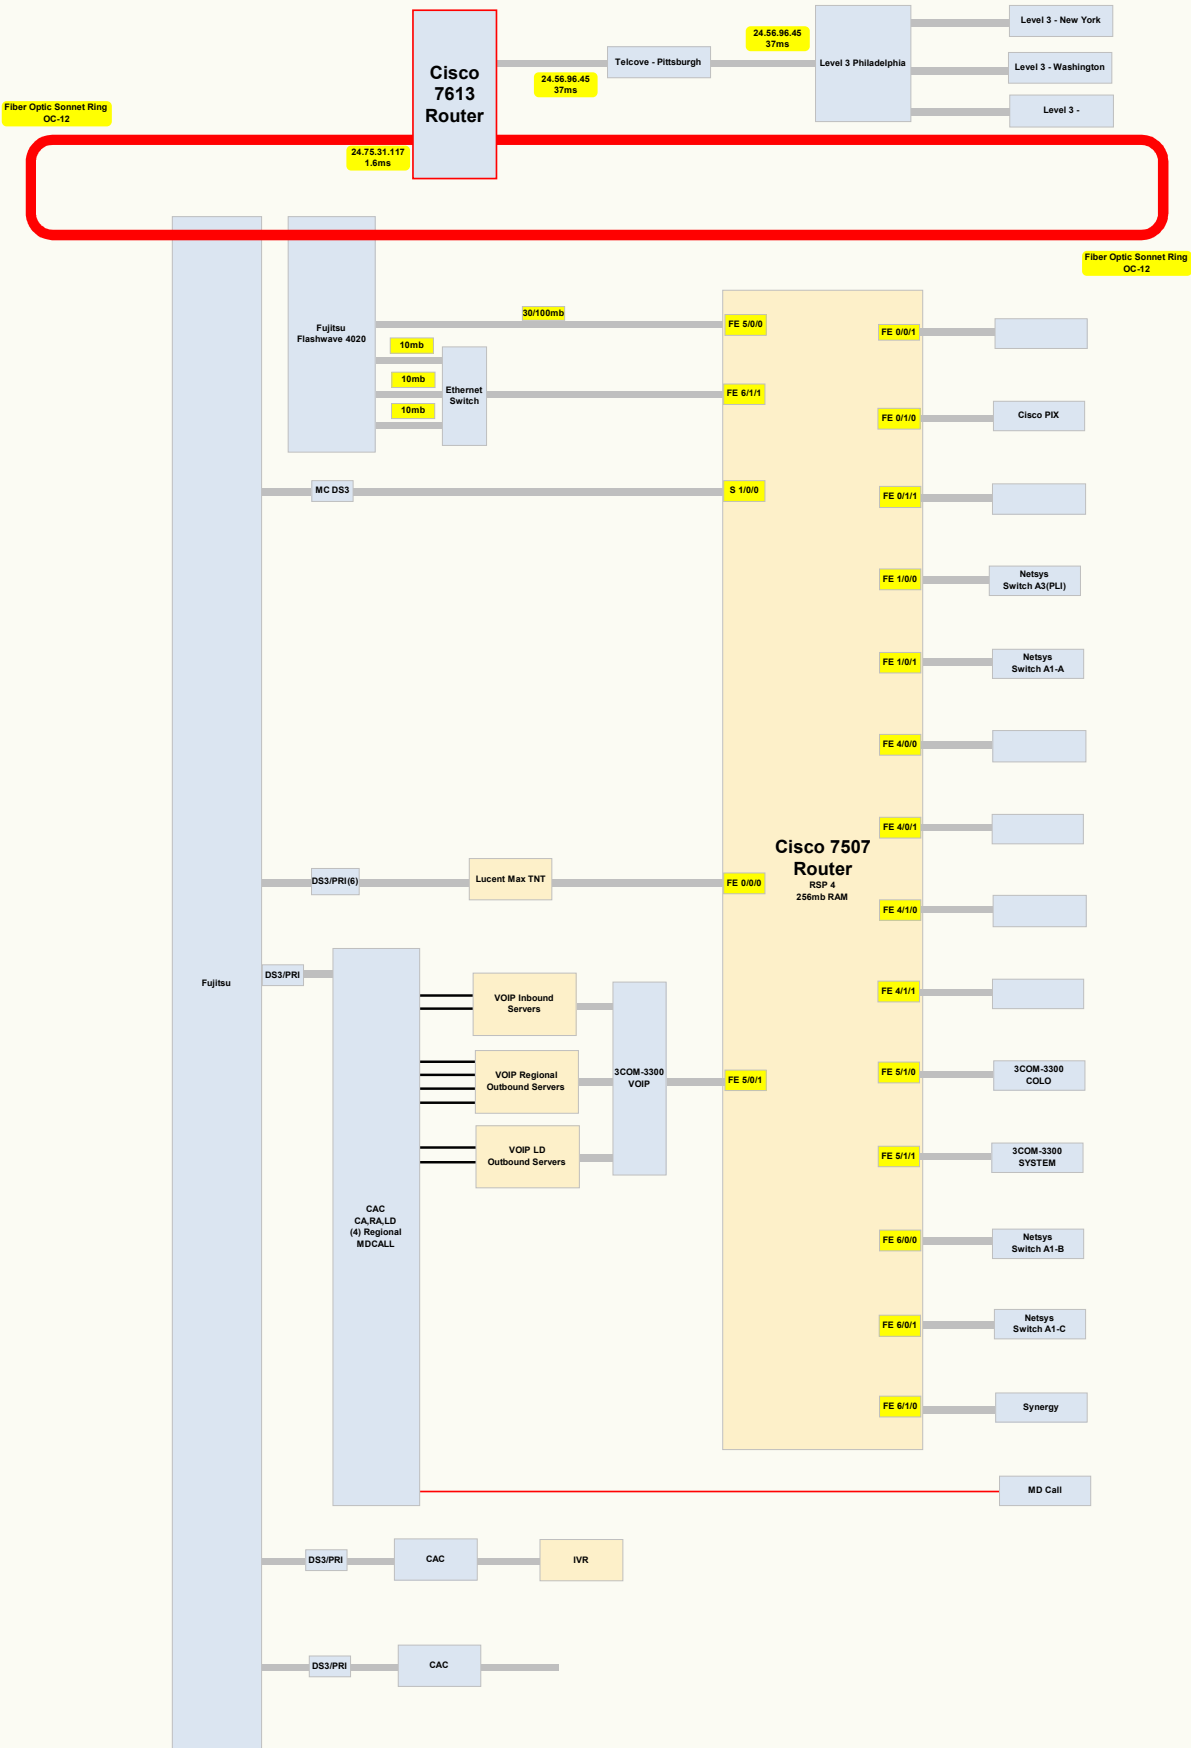 Cisco
7613
Router
24.56.96.45
37ms
Telcove - Pittsburgh
24.56.96.45
37ms
Level 3 Philadelphia
Level 3 - New York
Level 3 - Washington
Level 3 -
Fiber Optic Sonnet Ring
OC-12
24.75.31.117
1.6ms
Fiber Optic Sonnet Ring
OC-12
Fujitsu
Flashwave 4020
30/100mb
10mb
10mb
10mb
Ethernet
Switch
FE 5/0/0
FE 6/1/1
MC DS3
S 1/0/0
FE 0/0/1
FE 0/1/0
Cisco PIX
FE 0/1/1
FE 1/0/0
Netsys
Switch A3(PLI)
FE 1/0/1
Netsys
Switch A1-A
FE 4/0/0
FE 4/0/1
Cisco 7507
Router
RSP 4
256mb RAM
DS3/PRI(6)
Lucent Max TNT
FE 0/0/0
FE 4/1/0
Fujitsu
DS3/PRI
VOIP Inbound
Servers
VOIP Regional
Outbound Servers
VOIP LD
Outbound Servers
3COM-3300
VOIP
FE 5/0/1
FE 4/1/1
FE 5/1/0
3COM-3300
COLO
FE 5/1/1
3COM-3300
SYSTEM
CAC
CA,RA,LD
(4) Regional
MDCALL
FE 6/0/0
Netsys
Switch A1-B
FE 6/0/1
Netsys
Switch A1-C
FE 6/1/0
Synergy
MD Call
DS3/PRI
CAC
IVR
DS3/PRI
CAC